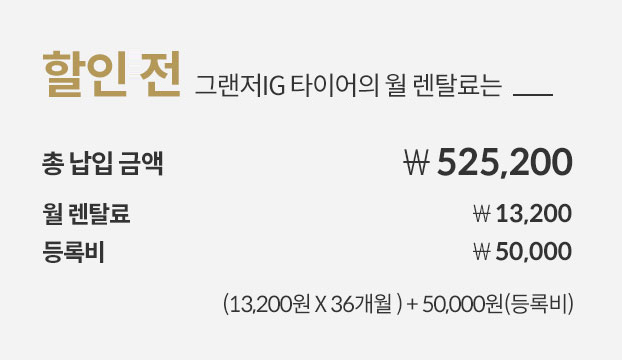 할인 전 그랜저IG 타이어의 월 렌탈료는 ___
총 납입 금액 ₩ 525,200
월 렌탈료 ₩ 13,200
등록비 ₩ 50,000
(13,200원 X 36개월 ) + 50,000원(등록비)